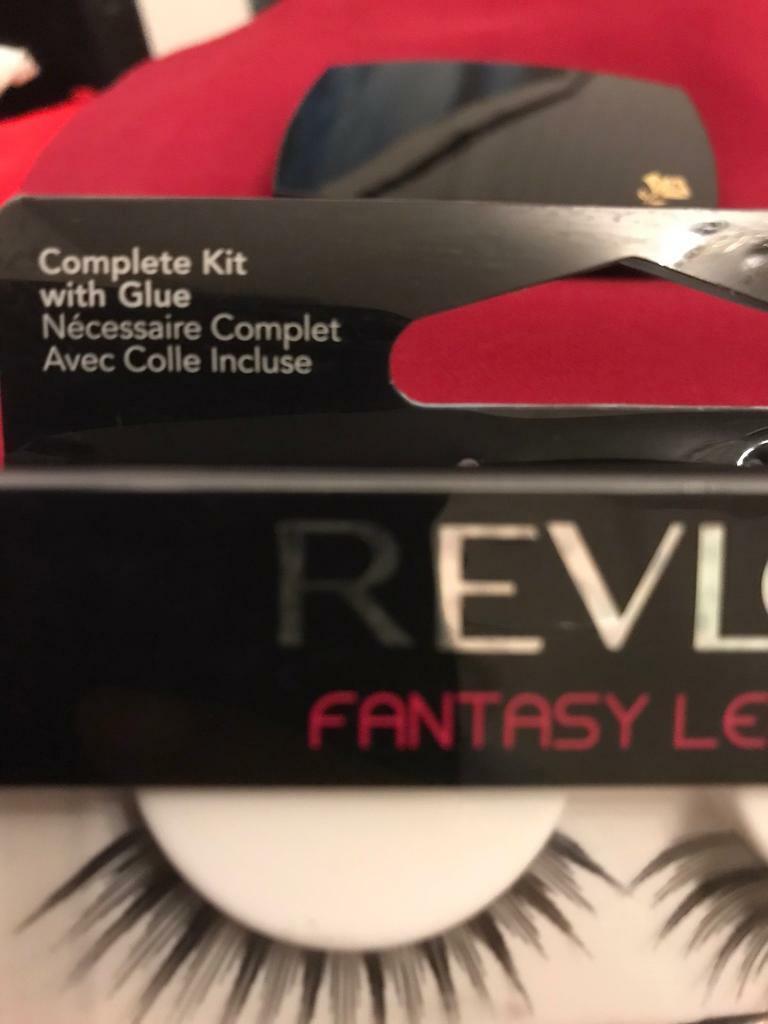 Complete Kit
with Glue
Nécessaire Complet
Avec Colle Incluse
REVL
FANTASY LE